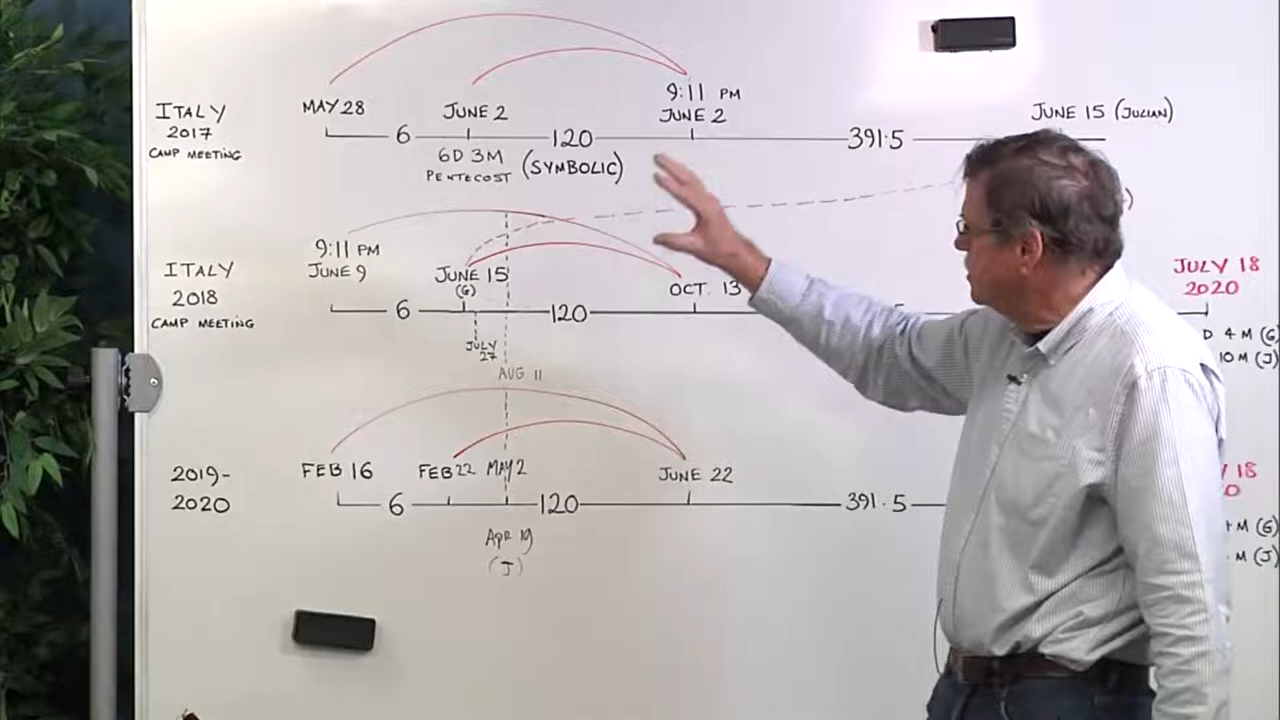 ITALY
2017
CAMP MEETING
MAY 28
JUNE 2
9:11 PM
JUNE 2
JUNE 15 (JULIAN)
6
120
391.5
6D 3M
PENTECOST
(SYMBOLIC)
ITALY
2018
CAMP MEETING
9:11 PM
JUNE 9
JUNE 15
(G)
OCT. 13
JULY 18
2020
6
120
JULY
27
AUG 11
D 4 M (G)
10 M (J)
2019-
2020
FEB 16
FEB 22
MAY 2
JUNE 22
18
6
120
391.5
APR 19
(J)
M (G)
M (J)